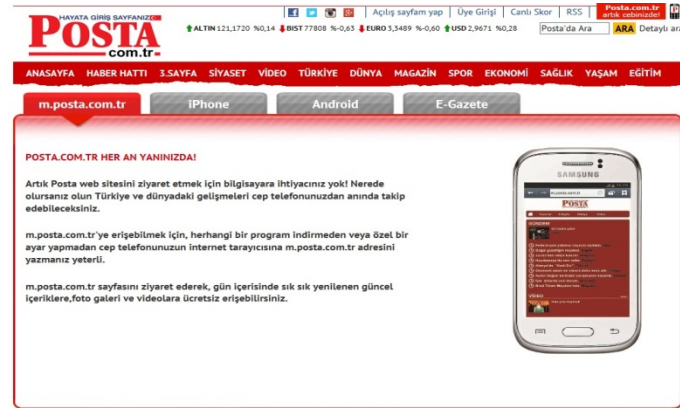 HAYATA GİRİŞ SAYFANIZ
POSTA
com.tr
Açılış sayfam yap | Üye Girişi | Canlı Skor | RSS
Posta.com.tr
artık cebinizde!
ALTIN 121,1720 %0,14 BIST 77808 %-0,63 EURO 3,3489 %-0,60 USD 2,9671 %0,28
Posta'da Ara ARA Detaylı ara
ANASAYFA HABER HATTI 3.SAYFA SİYASET VİDEO TÜRKİYE DÜNYA MAGAZİN SPOR EKONOMİ SAĞLIK YAŞAM EĞİTİM
m.posta.com.tr iPhone Android E-Gazete
POSTA.COM.TR HER AN YANINIZDA!
Artık Posta web sitesini ziyaret etmek için bilgisayara ihtiyacınız yok! Nerede
olursanız olun Türkiye ve dünyadaki gelişmeleri cep telefonunuzdan anında takip
edebileceksiniz.
m.posta.com.tr'ye erişebilmek için, herhangi bir program indirmeden veya özel bir
ayar yapmadan cep telefonunuzun internet tarayıcısına m.posta.com.tr adresini
yazmanız yeterli.
m.posta.com.tr sayfasını ziyaret ederek, gün içerisinde sık sık yenilenen güncel
içeriklere,foto galeri ve videolara ücretsiz erişebilirsiniz.
SAMSUNG
POSTA
GÜNDEM
VİDEO